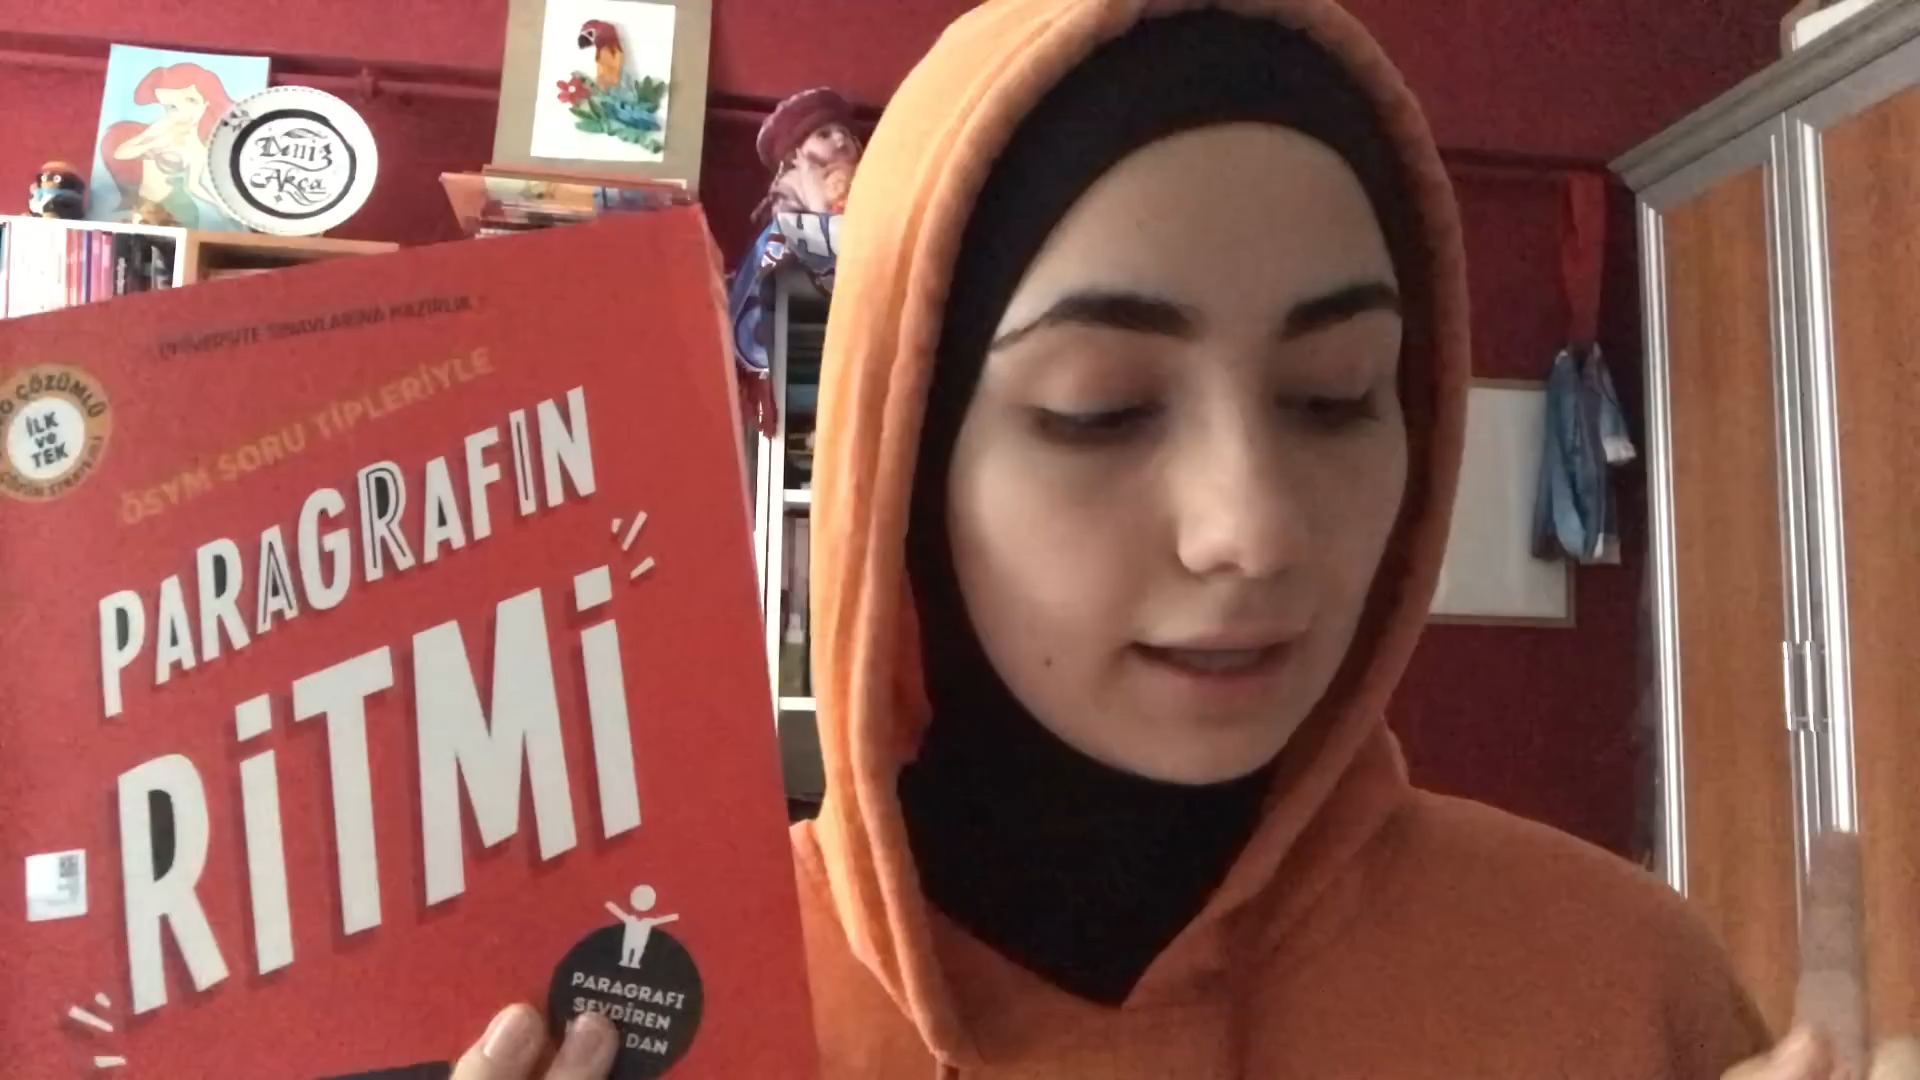 Deniz
Akça
ÜNİVERSİTE SINAVLARINA HAZIRLIK
ÖSYM SORU TİPLERİYLE
PARAGRAFIN
RİTMİ
ÇÖZÜMLÜ
İLK
ve
TEK
PARAGRAFI
SEVDİREN
DAN